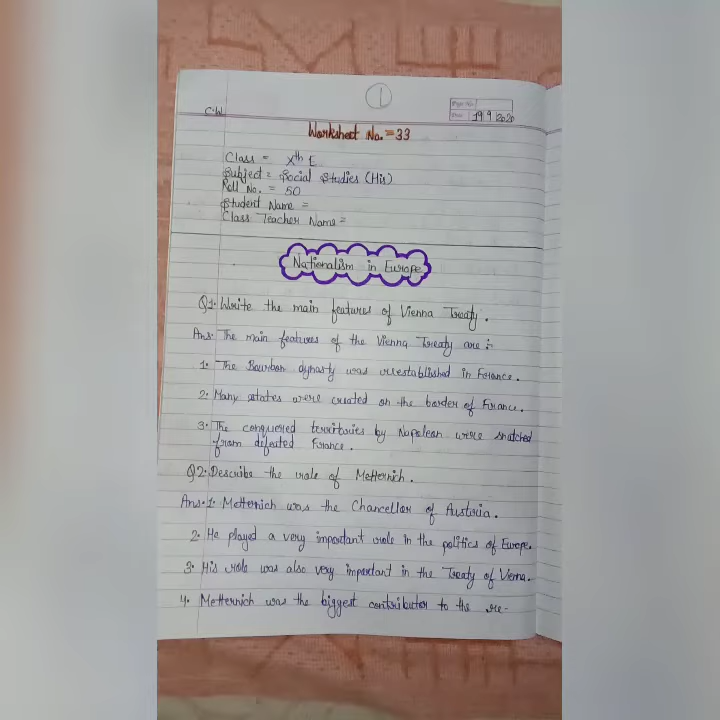 1
C.W
Page No.
Date 19 9 2020
Worksheet No. = 33
Class = Xth E
Subject = Social Studies (His)
Roll No. = 50
Student Name =
Class Teacher Name =
Nationalism in Europe
Q1. Write the main features of Vienna Treaty.
Ans. The main features of the Vienna Treaty are :-
1. The Bourbon dynasty was reestablished in France.
2. Many states were created on the border of France.
3. The conquered territories by Napolean were snatched
from defeated France.
Q2. Describe the role of Metternich.
Ans. 1. Metternich was the Chancellor of Austria.
2. He played a very important role in the politics of Europe.
3. His role was also very important in the Treaty of Vienna.
4. Metternich was the biggest contributor to the re-